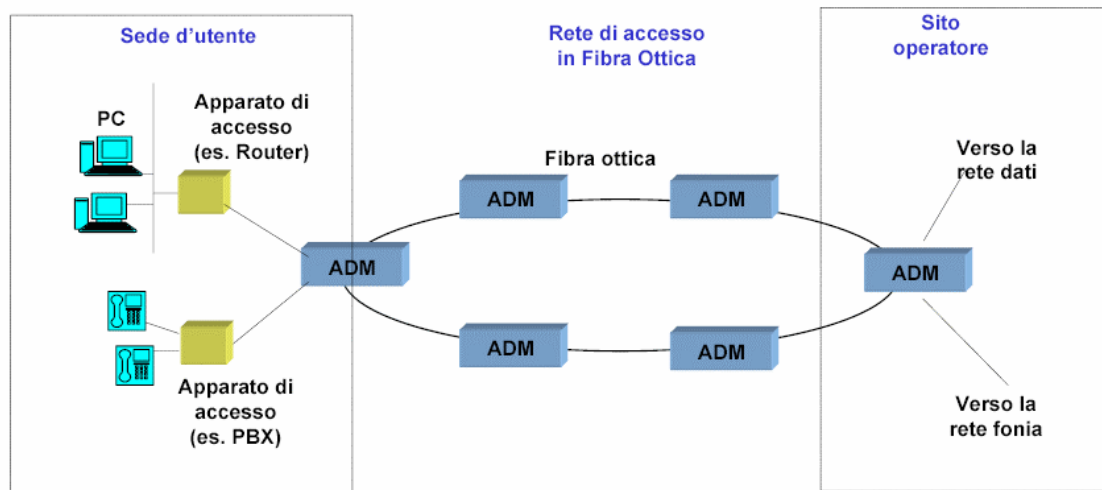 Sede d'utente
Rete di accesso
in Fibra Ottica
Sito
operatore
PC
Apparato di
accesso
(es. Router)
Fibra ottica
Verso la
rete dati
ADM
ADM
ADM
ADM
ADM
ADM
Apparato di
accesso
(es. PBX)
Verso la
rete fonia